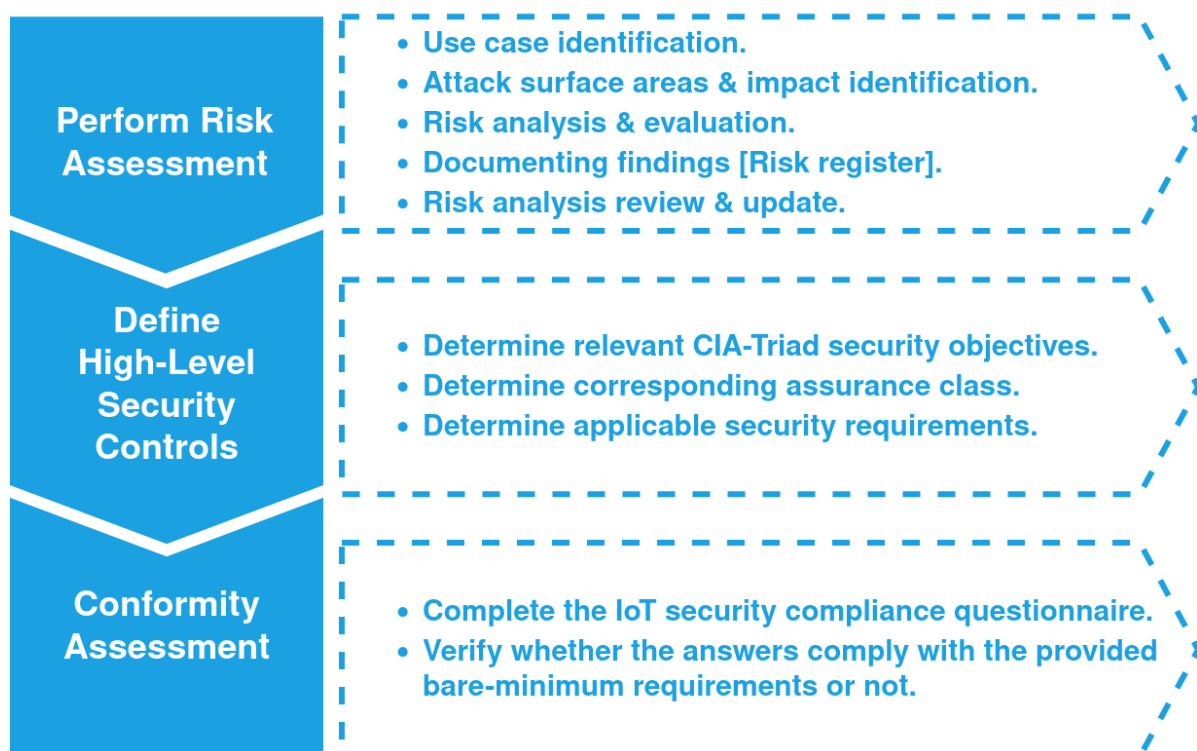 Perform Risk
Assessment
• Use case identification.
• Attack surface areas & impact identification.
• Risk analysis & evaluation.
• Documenting findings [Risk register].
• Risk analysis review & update.
Define
High-Level
Security
Controls
• Determine relevant CIA-Triad security objectives.
• Determine corresponding assurance class.
• Determine applicable security requirements.
Conformity
Assessment
• Complete the IoT security compliance questionnaire.
• Verify whether the answers comply with the provided
bare-minimum requirements or not.